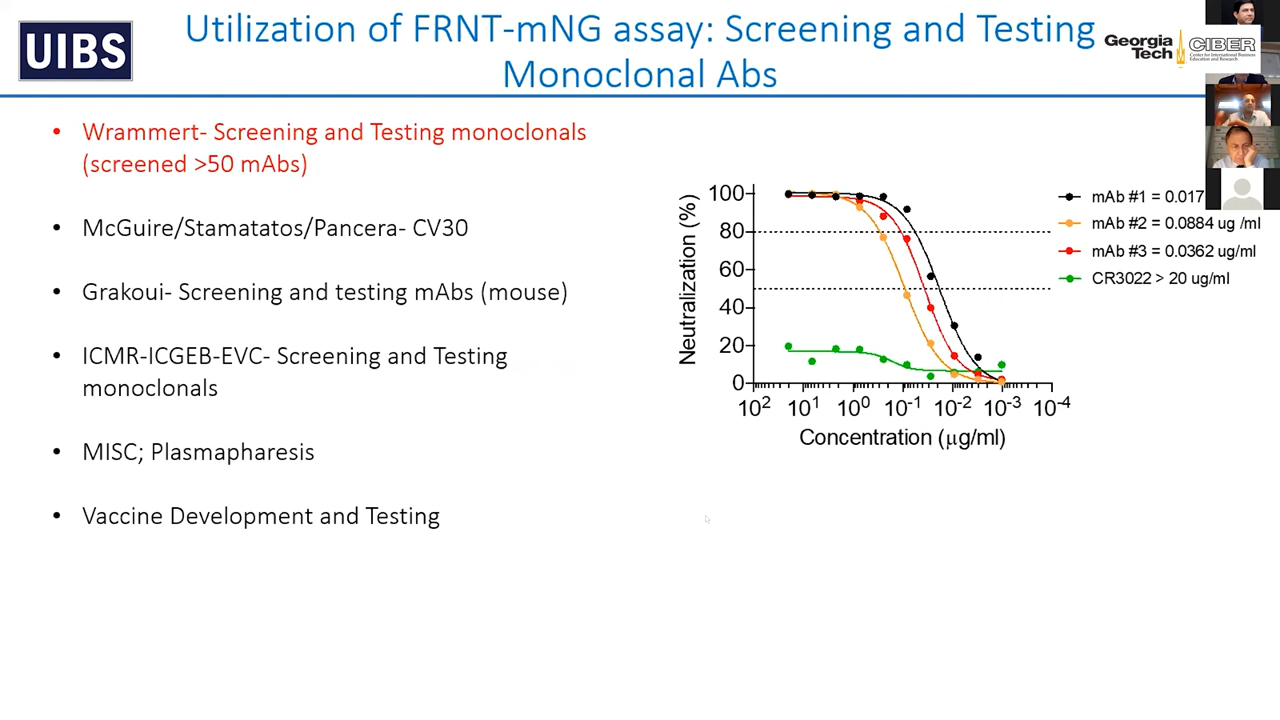 UIBS
Utilization of FRNT-mNG assay: Screening and Testing
Monoclonal Abs
Georgia
Tech
CIBER
Center for International Business
Education and Research
• Wrammert- Screening and Testing monoclonals
(screened >50 mAbs)
• McGuire/Stamatatos/Pancera- CV30
• Grakoui- Screening and testing mAbs (mouse)
• ICMR-ICGEB-EVC- Screening and Testing
monoclonals
• MISC; Plasmapharesis
• Vaccine Development and Testing
Neutralization (%)
100
80
60
40
20
0
10² 10¹ 10⁰ 10⁻¹ 10⁻² 10⁻³ 10⁻⁴
Concentration (μg/ml)
mAb #1 = 0.017
mAb #2 = 0.0884 ug /ml
mAb #3 = 0.0362 ug/ml
CR3022 > 20 ug/ml